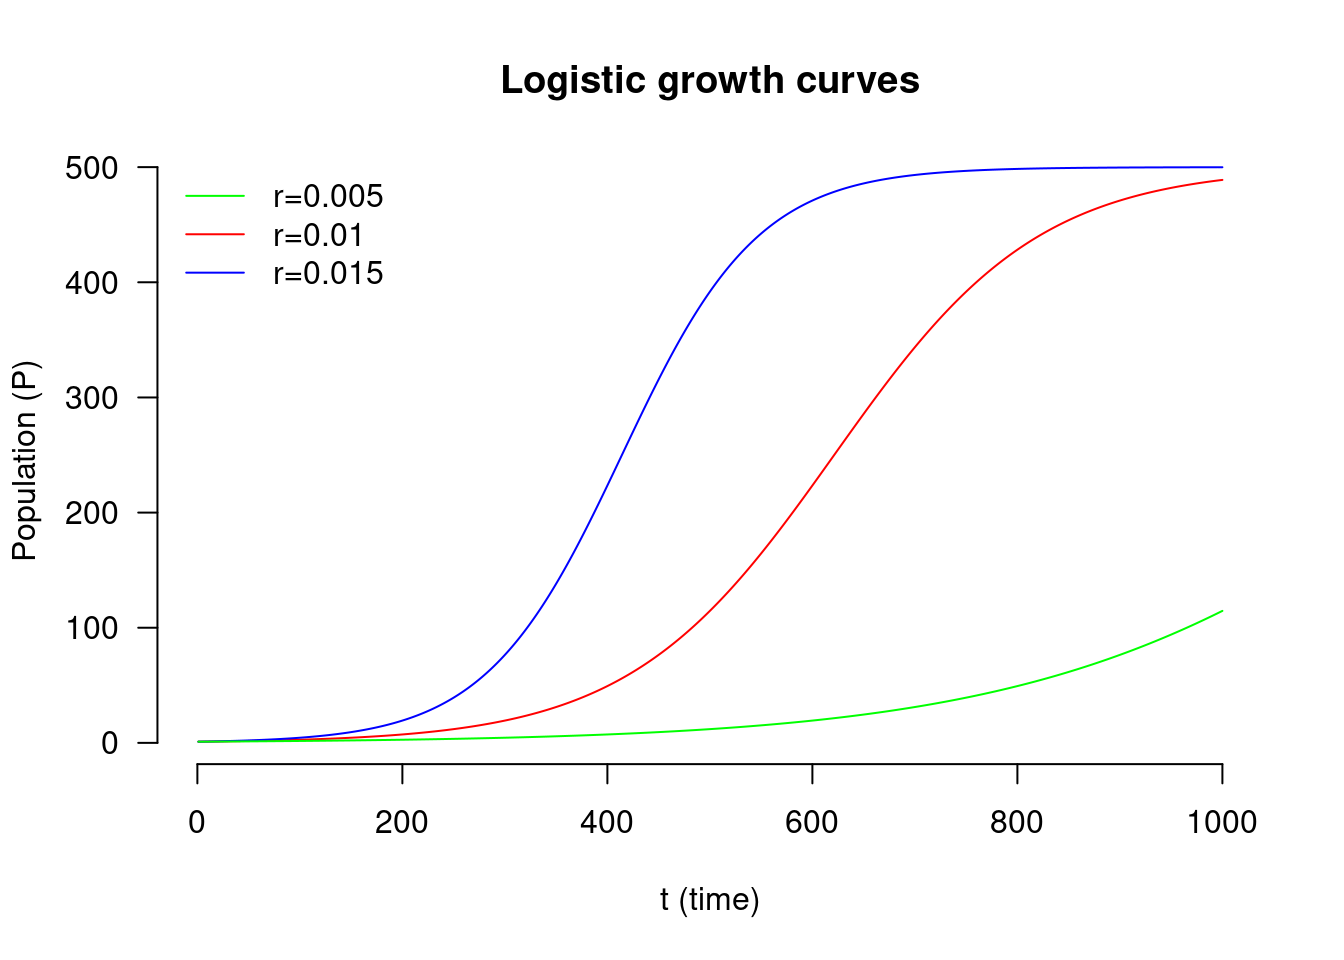 Logistic growth curves
500
400
300
200
100
0
Population (P)
r=0.005
r=0.01
r=0.015
0 200 400 600 800 1000
t (time)